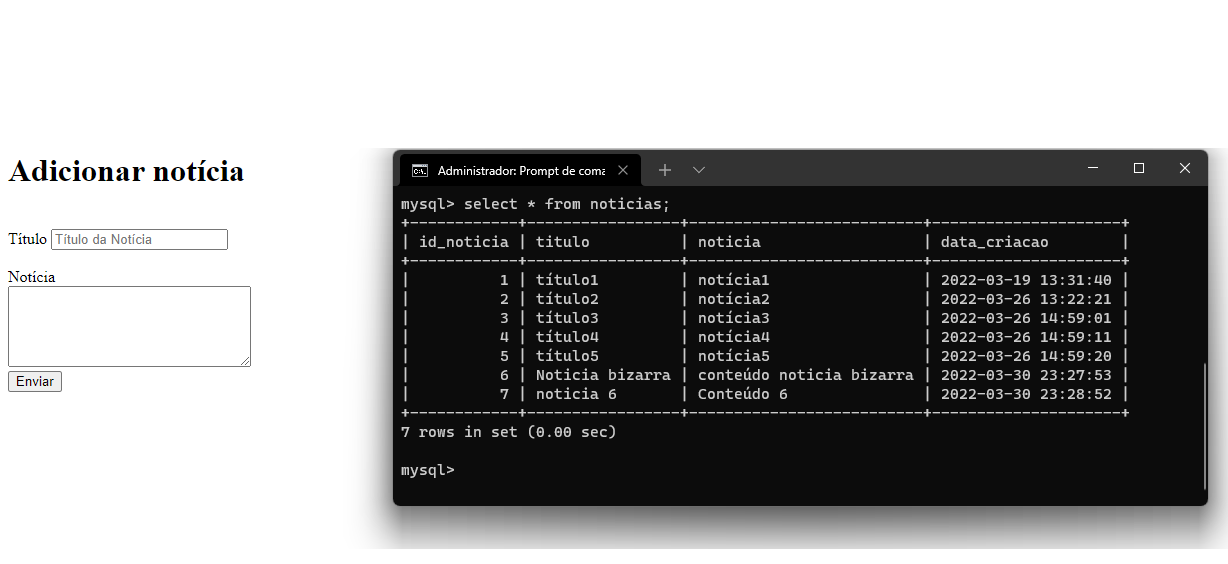 Adicionar notícia
Título Título da Notícia
Notícia
Enviar
Administrador: Prompt de coma
mysql> select * from noticias;
+------------+-----------------+--------------------------+---------------------+
| id_noticia | titulo          | noticia                  | data_criacao        |
+------------+-----------------+--------------------------+---------------------+
|          1 | título1         | notícia1                 | 2022-03-19 13:31:40 |
|          2 | título2         | notícia2                 | 2022-03-26 13:22:21 |
|          3 | título3         | notícia3                 | 2022-03-26 14:59:01 |
|          4 | título4         | notícia4                 | 2022-03-26 14:59:11 |
|          5 | título5         | notícia5                 | 2022-03-26 14:59:20 |
|          6 | Noticia bizarra | conteúdo noticia bizarra | 2022-03-30 23:27:53 |
|          7 | noticia 6       | Conteúdo 6               | 2022-03-30 23:28:52 |
+------------+-----------------+--------------------------+---------------------+
7 rows in set (0.00 sec)
mysql>